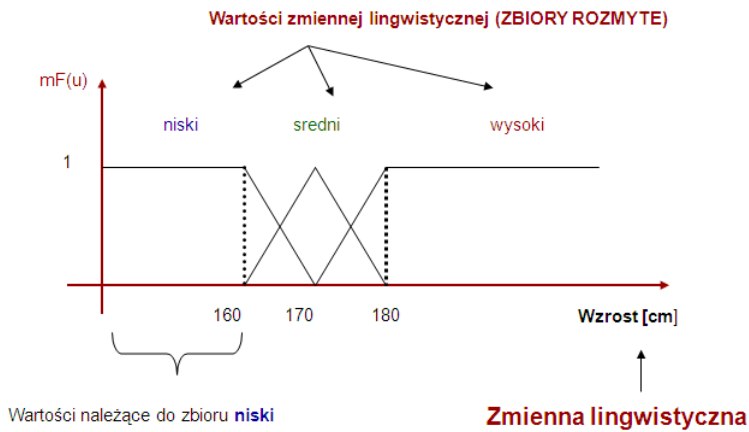 Wartości zmiennej lingwistycznej (ZBIORY ROZMYTE)
mF(u)
niski sredni wysoki
1
160 170 180 Wzrost [cm]
Wartości należące do zbioru niski
Zmienna lingwistyczna